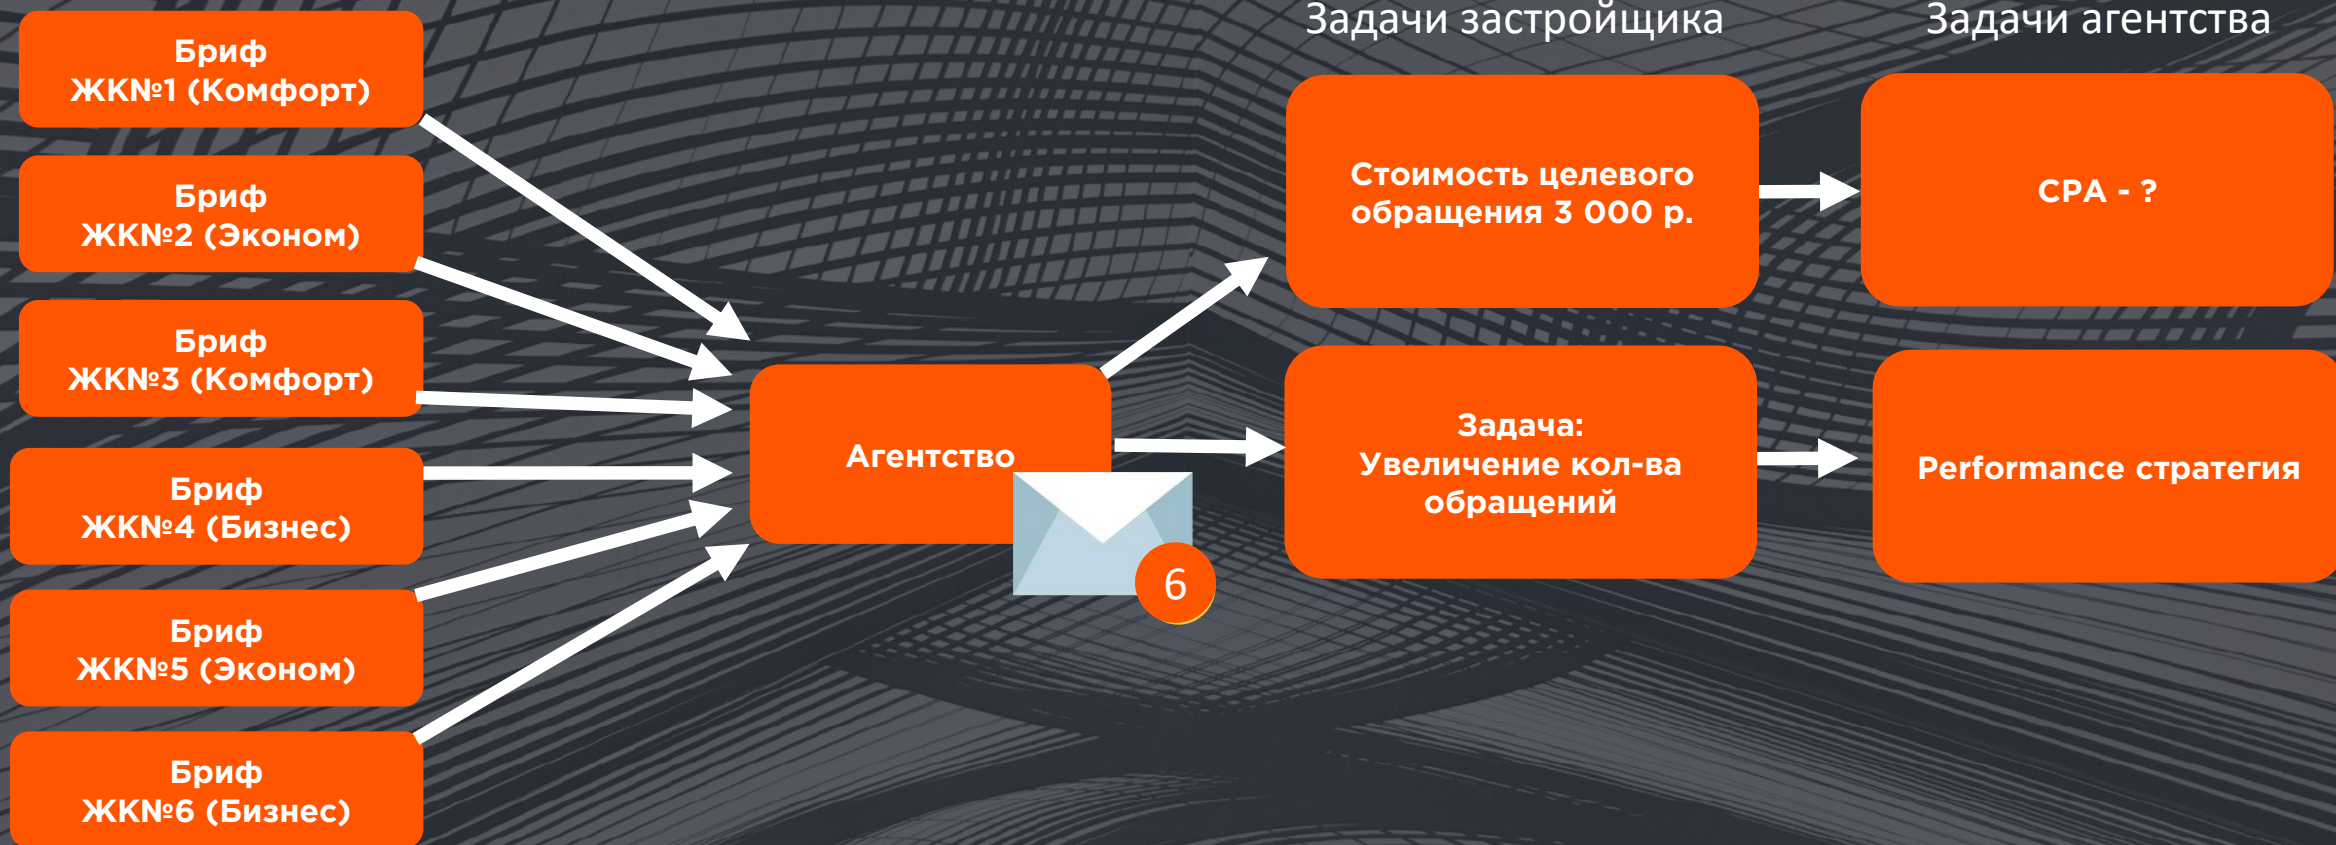 Задачи застройщика
Задачи агентства
Бриф
ЖК№1 (Комфорт)
Бриф
ЖК№2 (Эконом)
Бриф
ЖК№3 (Комфорт)
Бриф
ЖК№4 (Бизнес)
Бриф
ЖК№5 (Эконом)
Бриф
ЖК№6 (Бизнес)
Агентство
6
Стоимость целевого
обращения 3 000 р.
CPA - ?
Задача:
Увеличение кол-ва
обращений
Performance стратегия